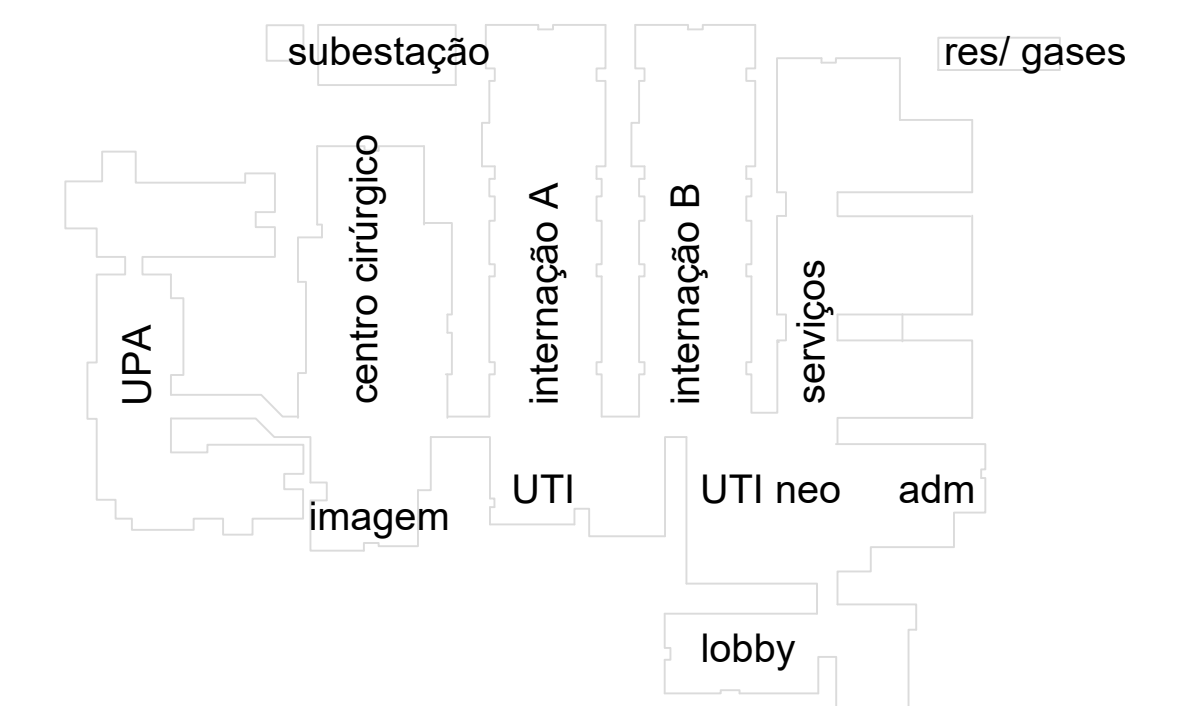 subestação
res/ gases
centro cirúrgico
internação A
internação B
serviços
UPA
UTI
UTI neo
adm
imagem
lobby